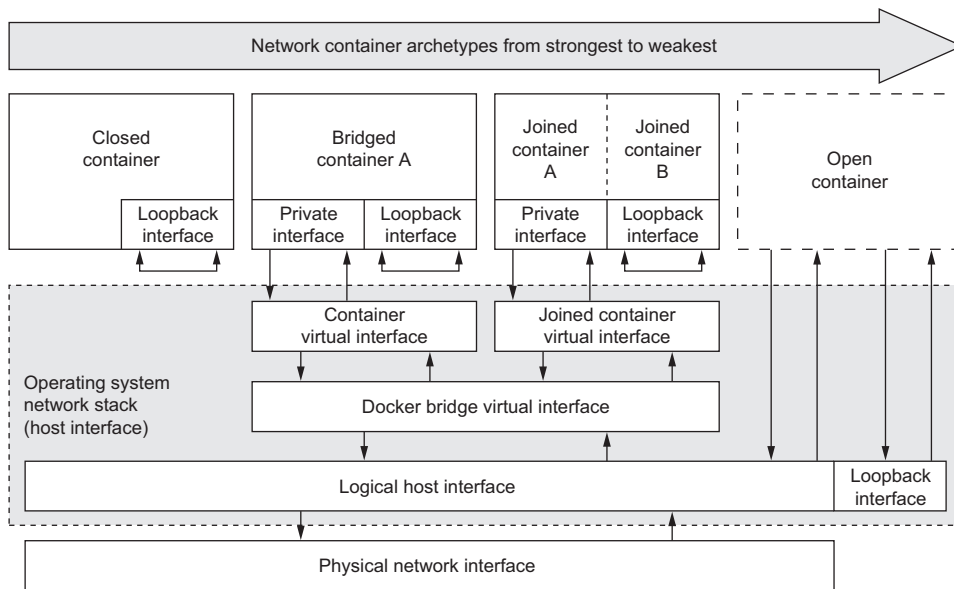 Network container archetypes from strongest to weakest
Closed
container
Loopback
interface
Bridged
container A
Private
interface
Loopback
interface
Joined
container
A
Joined
container
B
Private
interface
Loopback
interface
Open
container
Container
virtual interface
Joined container
virtual interface
Operating system
network stack
(host interface)
Docker bridge virtual interface
Logical host interface
Loopback
interface
Physical network interface